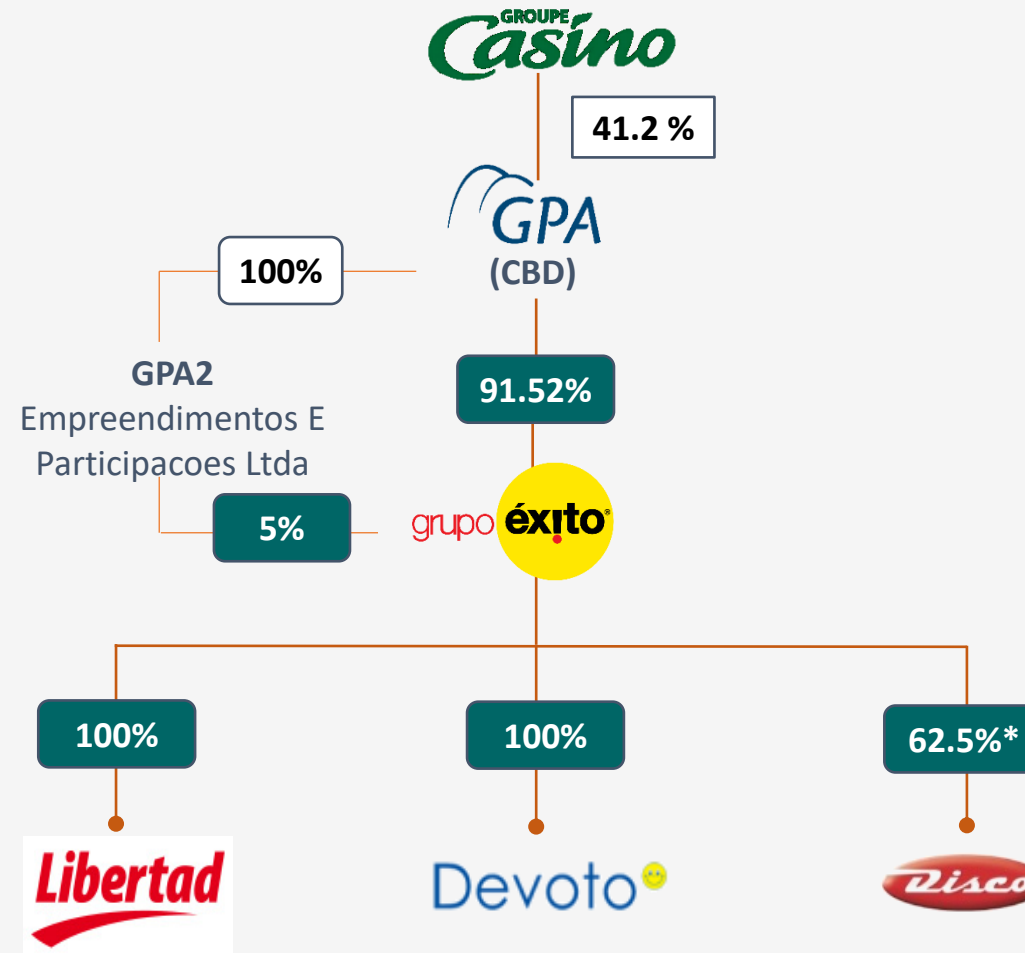 GROUPE
Casino
41.2 %
GPA
(CBD)
100%
GPA2
Empreendimentos E
Participacoes Ltda
91.52%
5%
grupo éxito®
100%
100%
62.5%*
Libertad
Devoto
Disco